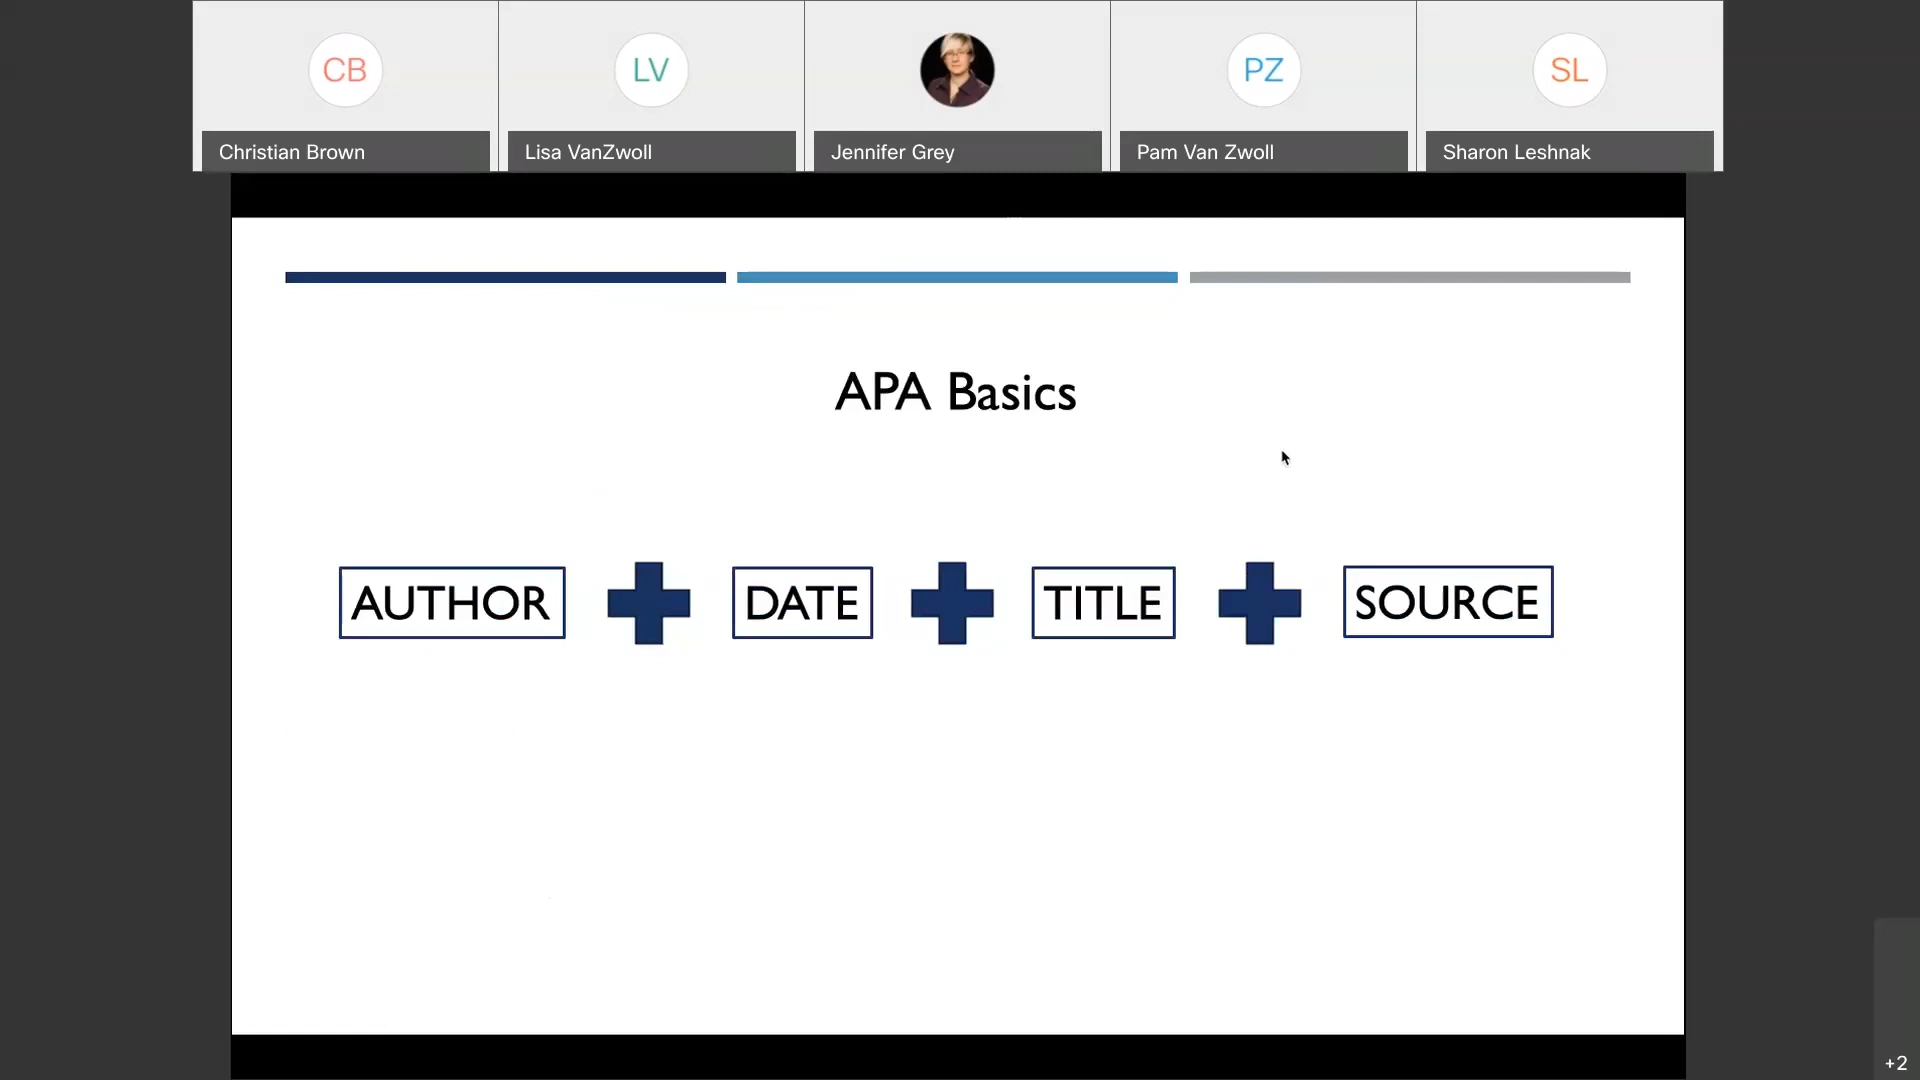 CB
LV
PZ
SL
Christian Brown
Lisa VanZwoll
Jennifer Grey
Pam Van Zwoll
Sharon Leshnak
APA Basics
AUTHOR DATE TITLE SOURCE
+2